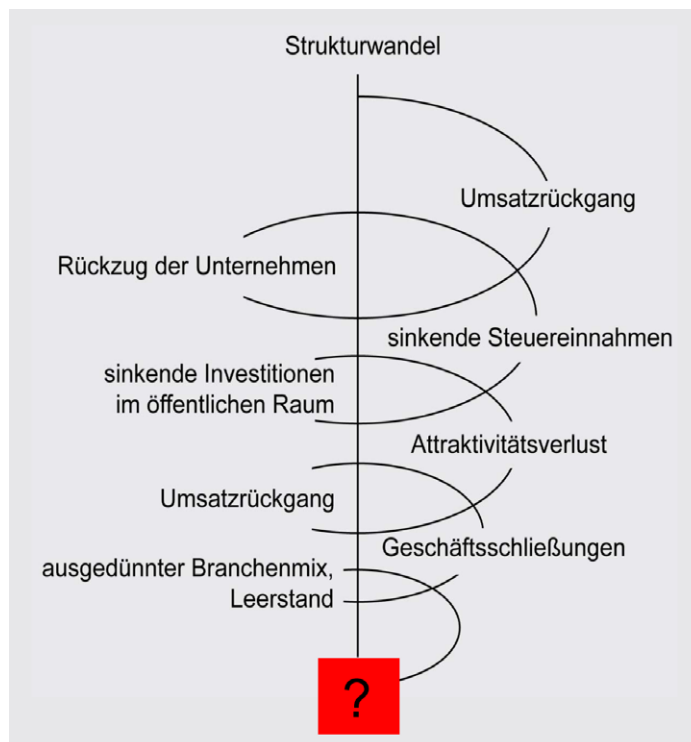 Strukturwandel
Umsatzrückgang
Rückzug der Unternehmen
sinkende Steuereinnahmen
sinkende Investitionen
im öffentlichen Raum
Attraktivitätsverlust
Umsatzrückgang
Geschäftsschließungen
ausgedünnter Branchenmix,
Leerstand
?